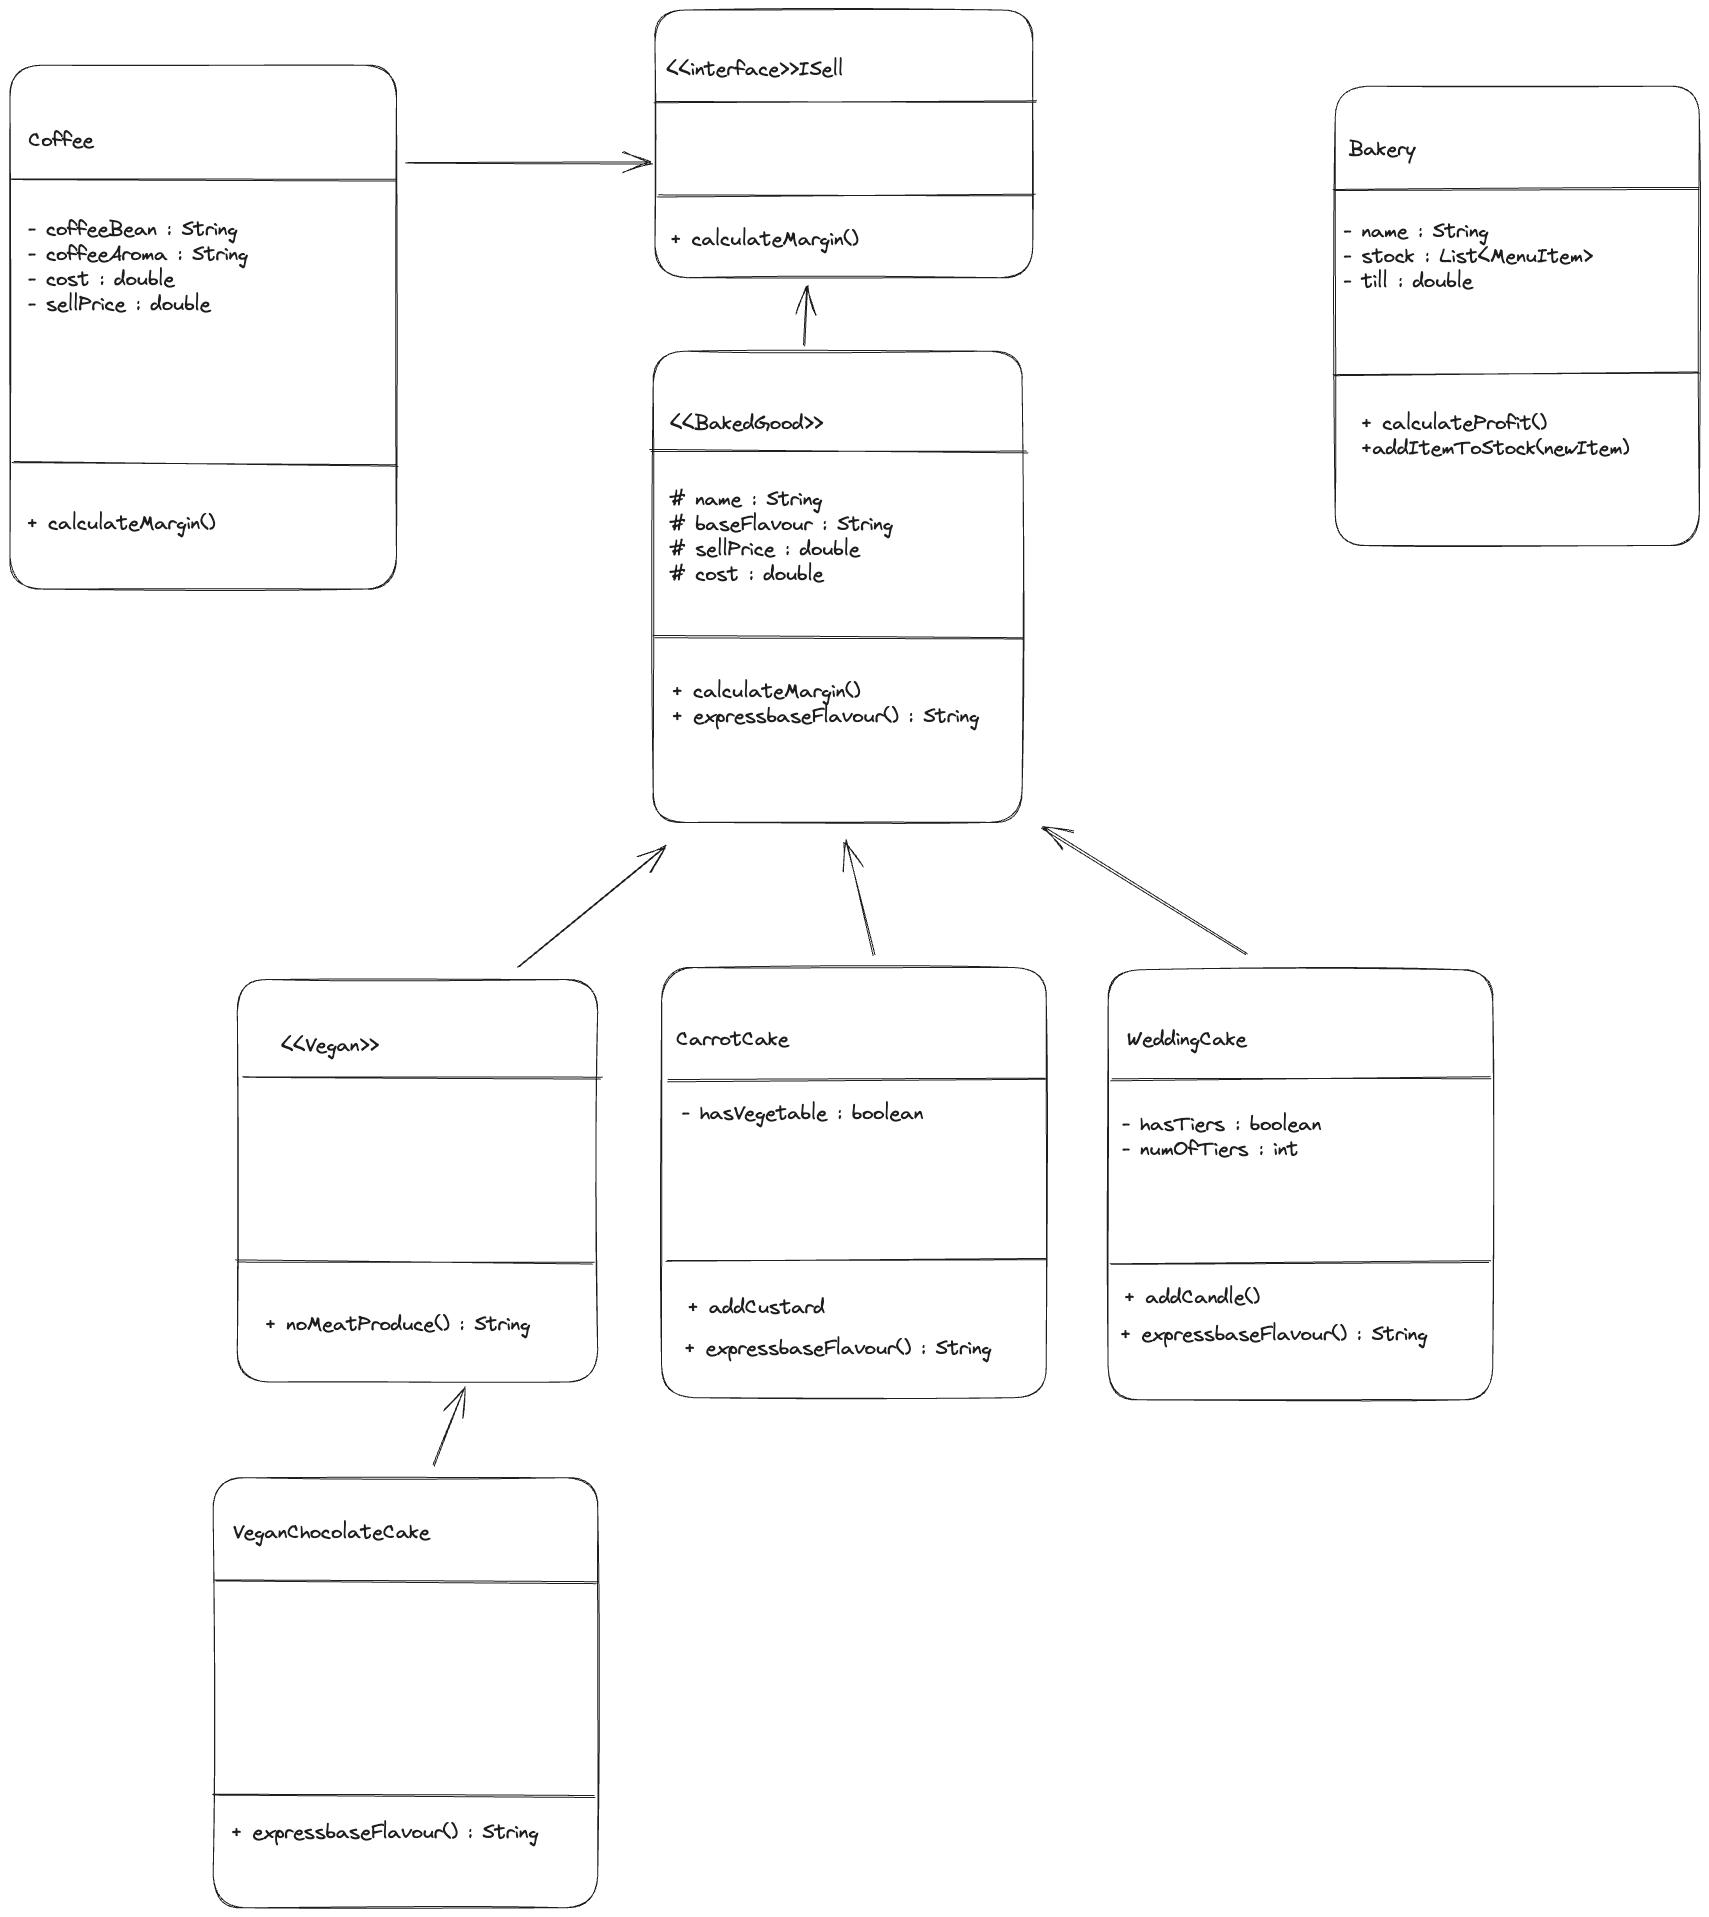 <<interface>>ISell
+ calculateMargin()
Coffee
- coffeeBean : String
- coffeeAroma : String
- cost : double
- sellPrice : double
+ calculateMargin()
Bakery
- name : String
- stock : List<MenuItem>
- till : double
+ calculateProfit()
+addItemToStock(newItem)
<<BakedGood>>
# name : String
# baseFlavour : String
# sellPrice : double
# cost : double
+ calculateMargin()
+ expressbaseFlavour() : String
<<Vegan>>
+ noMeatProduce() : String
CarrotCake
- hasVegetable : boolean
+ addCustard
+ expressbaseFlavour() : String
WeddingCake
- hasTiers : boolean
- numOfTiers : int
+ addCandle()
+ expressbaseFlavour() : String
VeganChocolateCake
+ expressbaseFlavour() : String